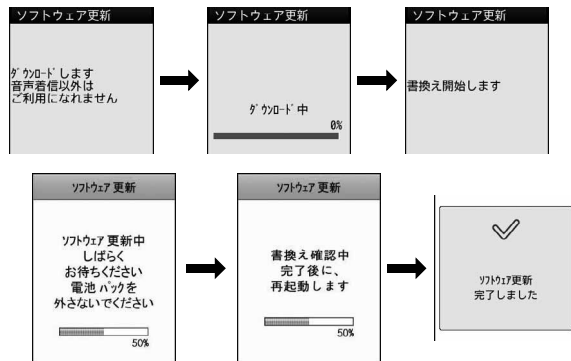 ソフトウェア更新
ﾀﾞｳﾝﾛｰﾄﾞします
音声着信以外は
ご利用になれません
ソフトウェア更新
ﾀﾞｳﾝﾛｰﾄﾞ中
0%
ソフトウェア更新
書換え開始します
ｿﾌﾄｳｪｱ更新
ｿﾌﾄｳｪｱ更新中
しばらく
お待ちください
電池ﾊﾟｯｸを
外さないでください
50%
ｿﾌﾄｳｪｱ更新
書換え確認中
完了後に、
再起動します
50%
ｿﾌﾄｳｪｱ更新
完了しました